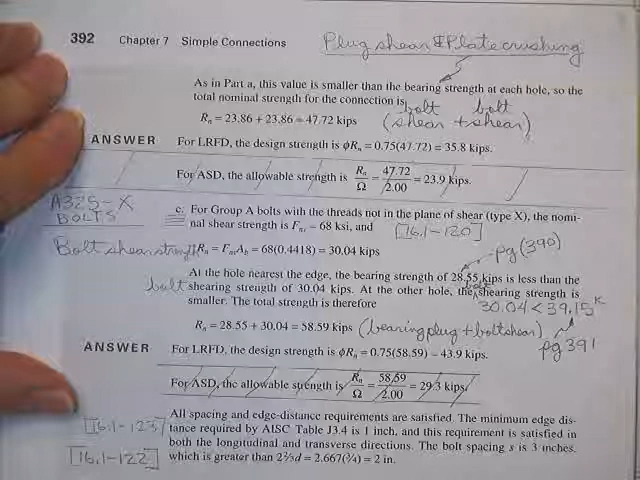 392 Chapter 7 Simple Connections
Plug shear & Plate crushing
As in Part a, this value is smaller than the bearing strength at each hole, so the
total nominal strength for the connection is
bolt bolt
Rₙ = 23.86 + 23.86 = 47.72 kips (shear + shear)
ANSWER For LRFD, the design strength is ϕRₙ = 0.75(47.72) = 35.8 kips.
For ASD, the allowable strength is Rₙ/Ω = 47.72/2.00 = 23.9 kips.
A325-X
BOLTS
c. For Group A bolts with the threads not in the plane of shear (type X), the nomi-
nal shear strength is Fₙᵥ = 68 ksi, and [16.1-120]
Bolt shear strength Rₙ = FₙᵥA_b = 68(0.4418) = 30.04 kips
pg (390)
At the hole nearest the edge, the bearing strength of 28.55 kips is less than the
bolt shearing strength of 30.04 kips. At the other hole, the bolt shearing strength is
smaller. The total strength is therefore 30.04 < 39.15ᴷ
Rₙ = 28.55 + 30.04 = 58.59 kips (bearing plug + bolt shear)
pg 391
ANSWER For LRFD, the design strength is ϕRₙ = 0.75(58.59) = 43.9 kips.
For ASD, the allowable strength is Rₙ/Ω = 58.59/2.00 = 29.3 kips
All spacing and edge-distance requirements are satisfied. The minimum edge dis-
[16.1-123] tance required by AISC Table J3.4 is 1 inch, and this requirement is satisfied in
both the longitudinal and transverse directions. The bolt spacing s is 3 inches,
[16.1-122] which is greater than 2⅔d = 2.667(¾) = 2 in.